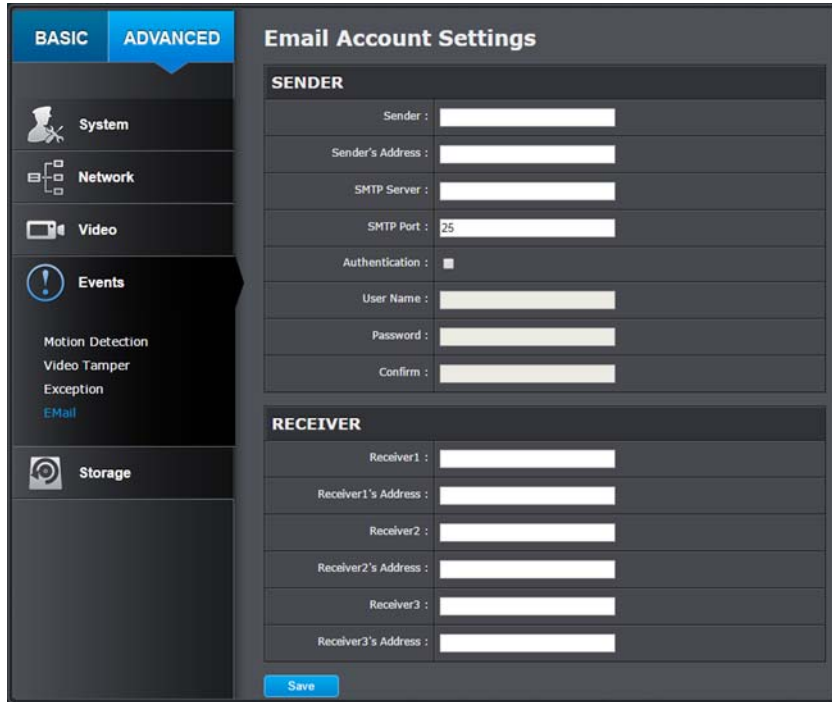 BASIC
ADVANCED
System
Network
Video
Events
Motion Detection
Video Tamper
Exception
EMail
Storage
Email Account Settings
SENDER
Sender :
Sender's Address :
SMTP Server :
SMTP Port : 25
Authentication :
User Name :
Password :
Confirm :
RECEIVER
Receiver1 :
Receiver1's Address :
Receiver2 :
Receiver2's Address :
Receiver3 :
Receiver3's Address :
Save